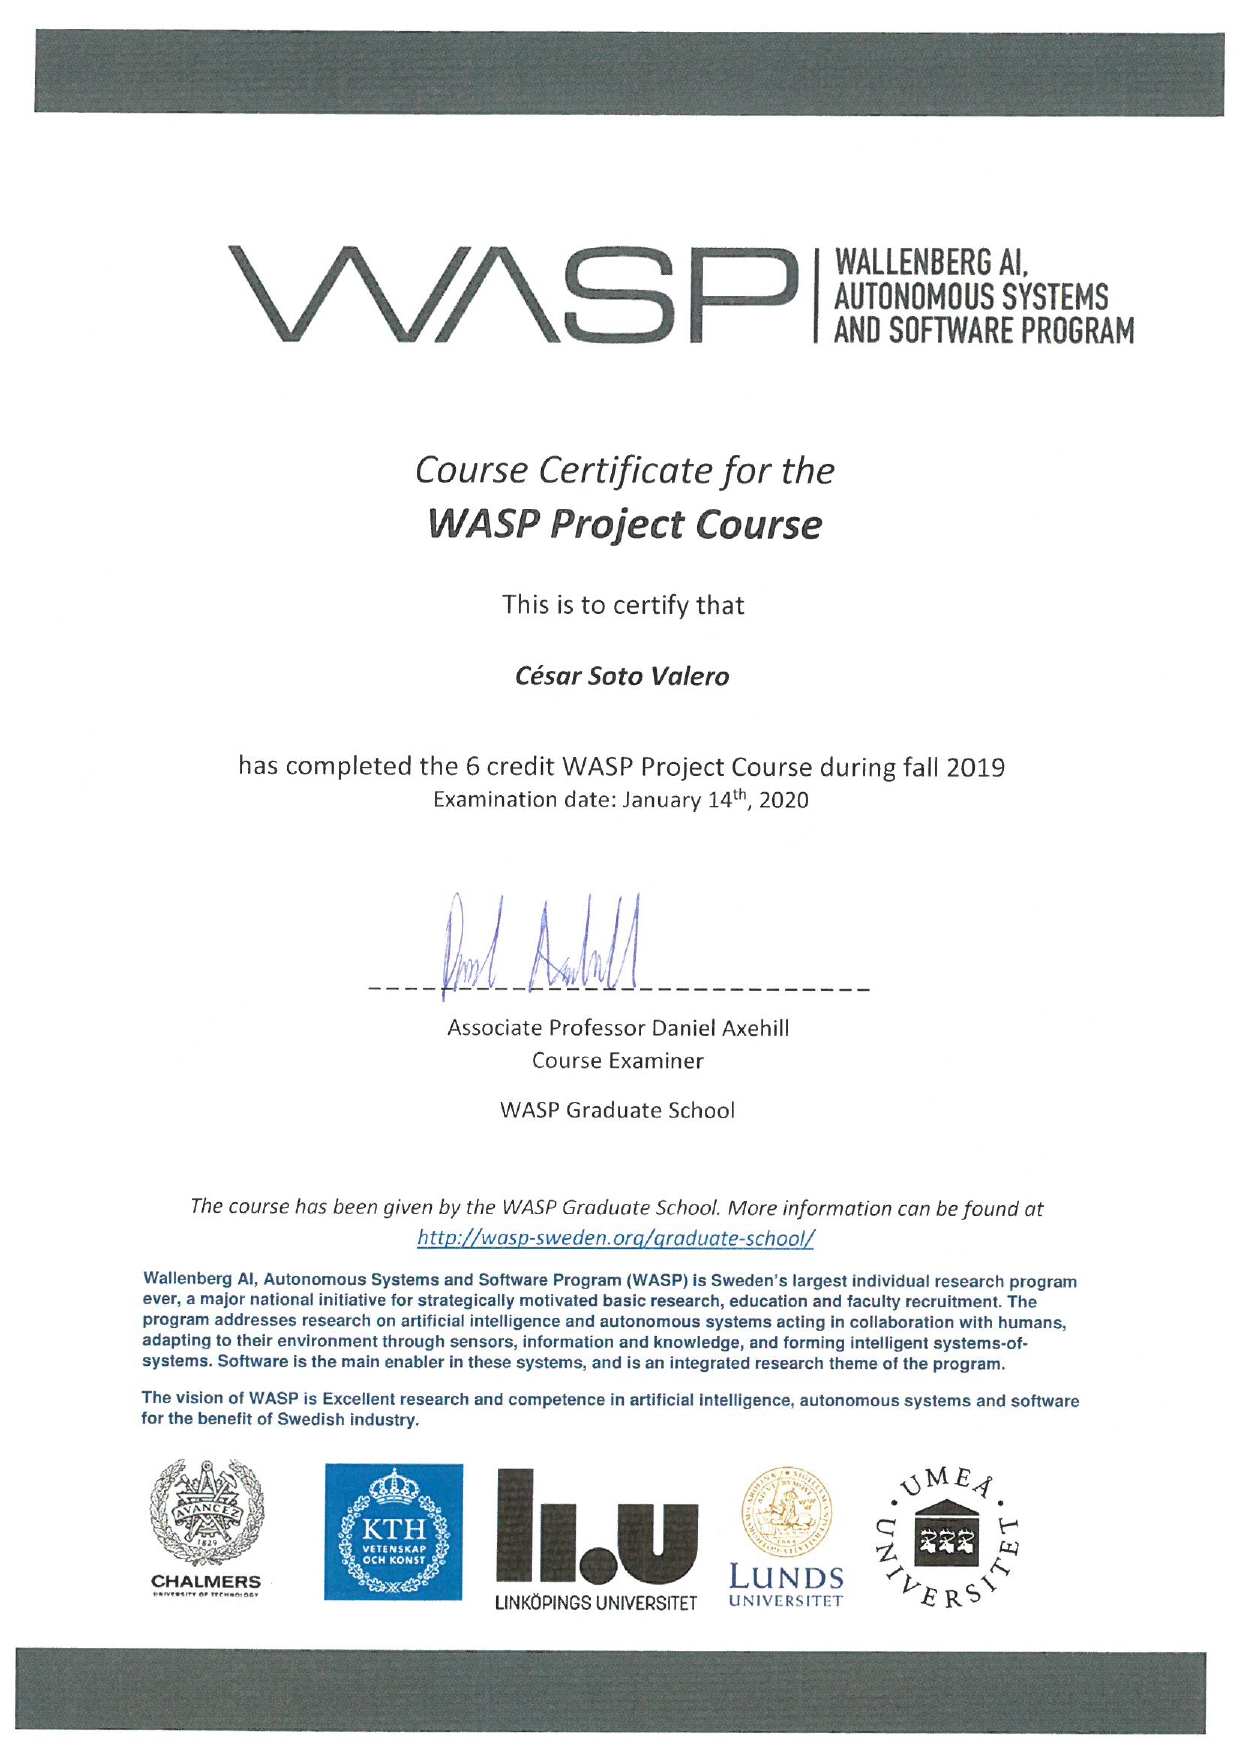 WASP
WALLENBERG AI,
AUTONOMOUS SYSTEMS
AND SOFTWARE PROGRAM
Course Certificate for the
WASP Project Course
This is to certify that
César Soto Valero
has completed the 6 credit WASP Project Course during fall 2019
Examination date: January 14th, 2020
Associate Professor Daniel Axehill
Course Examiner
WASP Graduate School
The course has been given by the WASP Graduate School. More information can be found at
http://wasp-sweden.org/graduate-school/
Wallenberg AI, Autonomous Systems and Software Program (WASP) is Sweden's largest individual research program
ever, a major national initiative for strategically motivated basic research, education and faculty recruitment. The
program addresses research on artificial intelligence and autonomous systems acting in collaboration with humans,
adapting to their environment through sensors, information and knowledge, and forming intelligent systems-of-
systems. Software is the main enabler in these systems, and is an integrated research theme of the program.
The vision of WASP is Excellent research and competence in artificial intelligence, autonomous systems and software
for the benefit of Swedish industry.
AVANCEZ
1829
CHALMERS
UNIVERSITY OF TECHNOLOGY
KTH
VETENSKAP
OCH KONST
li.u
LINKÖPINGS UNIVERSITET
LUNDS
UNIVERSITET
UMEÅ
UNIVERSITET